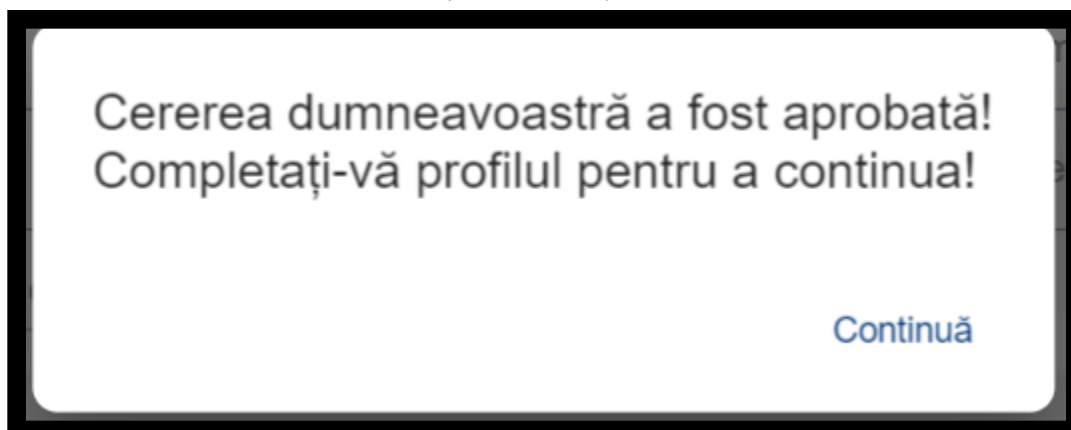 Cererea dumneavoastră a fost aprobată!
Completați-vă profilul pentru a continua!
Continuă